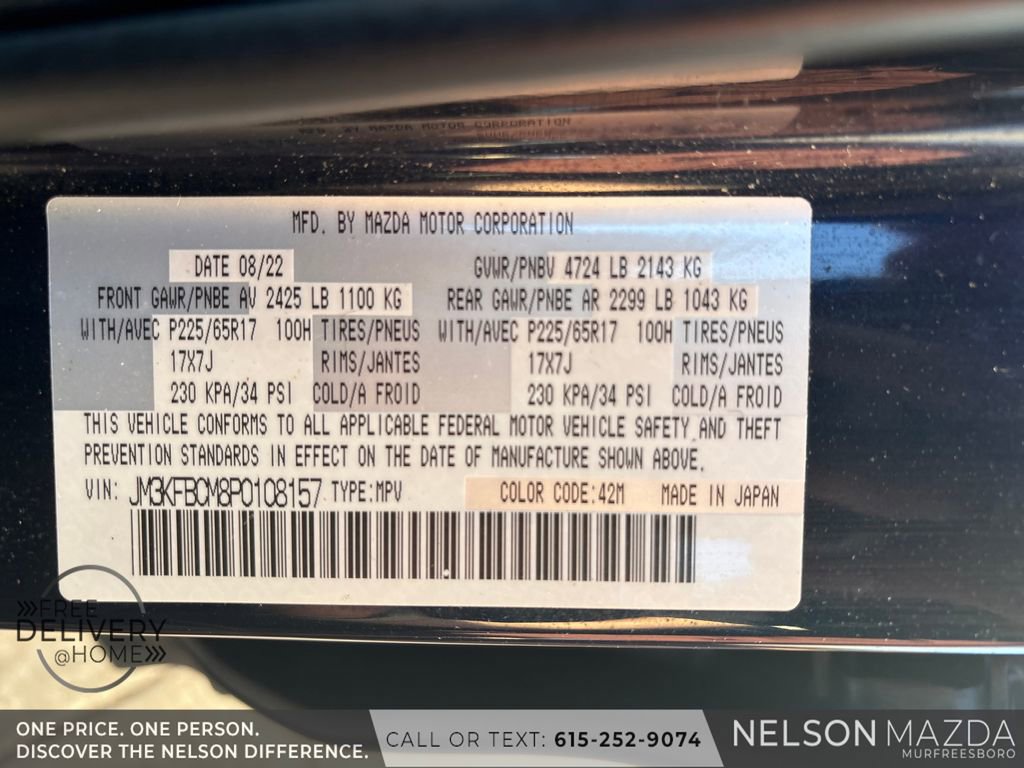 MFD. BY MAZDA MOTOR CORPORATION
DATE 08/22 GVWR/PNBV 4724 LB 2143 KG
FRONT GAWR/PNBE AV 2425 LB 1100 KG REAR GAWR/PNBE AR 2299 LB 1043 KG
WITH/AVEC P225/65R17 100H TIRES/PNEUS WITH/AVEC P225/65R17 100H TIRES/PNEUS
17X7J RIMS/JANTES 17X7J RIMS/JANTES
230 KPA/34 PSI COLD/A FROID 230 KPA/34 PSI COLD/A FROID
THIS VEHICLE CONFORMS TO ALL APPLICABLE FEDERAL MOTOR VEHICLE SAFETY AND THEFT
PREVENTION STANDARDS IN EFFECT ON THE DATE OF MANUFACTURE SHOWN ABOVE.
VIN: JM3KFBCM8P0108157 TYPE:MPV COLOR CODE:42M MADE IN JAPAN
FREE
DELIVERY
@HOME
ONE PRICE. ONE PERSON.
DISCOVER THE NELSON DIFFERENCE.
CALL OR TEXT: 615-252-9074
NELSON MAZDA
MURFREESBORO